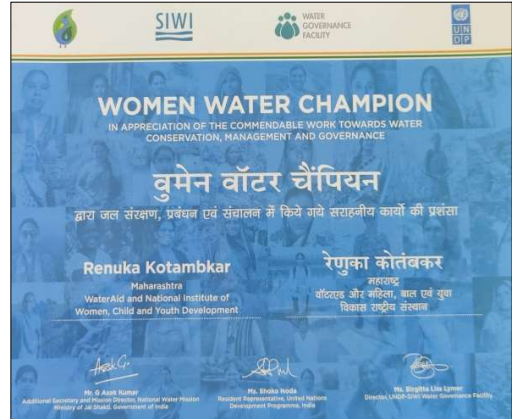 SIWI
WATER
GOVERNANCE
FACILITY
U N
D P
WOMEN WATER CHAMPION
IN APPRECIATION OF THE COMMENDABLE WORK TOWARDS WATER
CONSERVATION, MANAGEMENT AND GOVERNANCE
वुमेन वॉटर चैंपियन
द्वारा जल संरक्षण, प्रबंधन एवं संचालन में किये गये सराहनीय कार्यो की प्रशंसा
Renuka Kotambkar
Maharashtra
WaterAid and National Institute of
Women, Child and Youth Development
रेणुका कोतंबकर
महाराष्ट्र
वॉटरएड और महिला, बाल एवं युवा
विकास राष्ट्रीय संस्थान
Mr. G Asok Kumar
Additional Secretary and Mission Director, National Water Mission
Ministry of Jal Shakti, Government of India
Ms. Shoko Noda
Resident Representative, United Nations
Development Programme, India
Ms. Birgitta Liss Lymer
Director, UNDP-SIWI Water Governance Facility